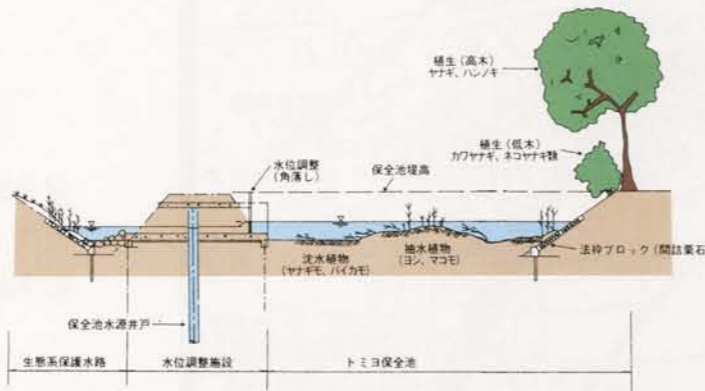 植生(高木)
ヤナギ、ハンノキ
植生(低木)
カワヤナギ、ネコヤナギ類
水位調整
(角落し)
保全池堤高
沈水植物
(ヤナギモ、バイカモ)
抽水植物
(ヨシ、マコモ)
法枠ブロック(間詰栗石)
保全池水源井戸
生態系保護水路
水位調整施設
トミヨ保全池